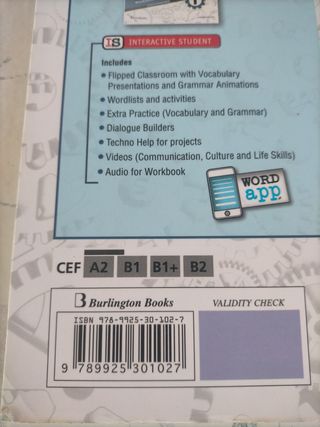 IS INTERACTIVE STUDENT
Includes
• Flipped Classroom with Vocabulary
Presentations and Grammar Animations
• Wordlists and activities
• Extra Practice (Vocabulary and Grammar)
• Dialogue Builders
• Techno Help for projects
• Videos (Communication, Culture and Life Skills)
• Audio for Workbook
WORD
app
CEF A2 B1 B1+ B2
B Burlington Books
VALIDITY CHECK
ISBN 978-9925-30-102-7
9 789925 301027